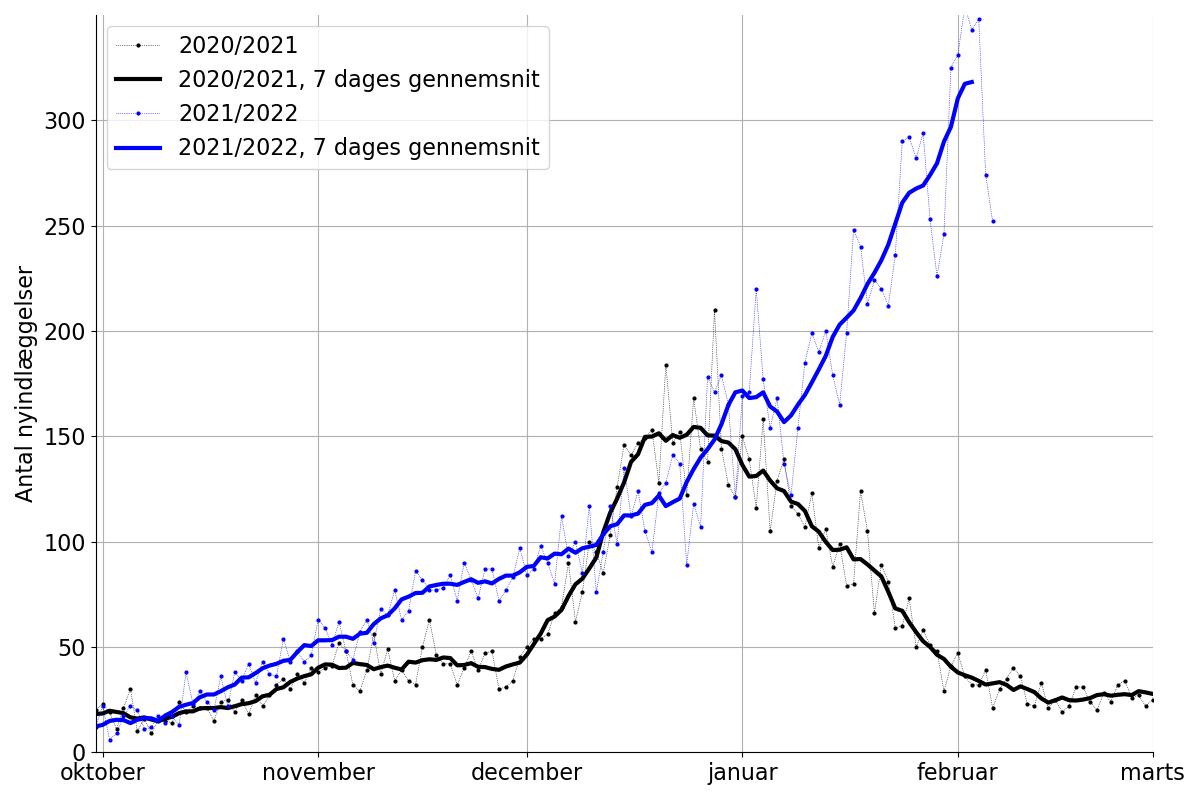 2020/2021
2020/2021, 7 dages gennemsnit
2021/2022
2021/2022, 7 dages gennemsnit
Antal nyindlæggelser
300
250
200
150
100
50
0
oktober november december januar februar marts